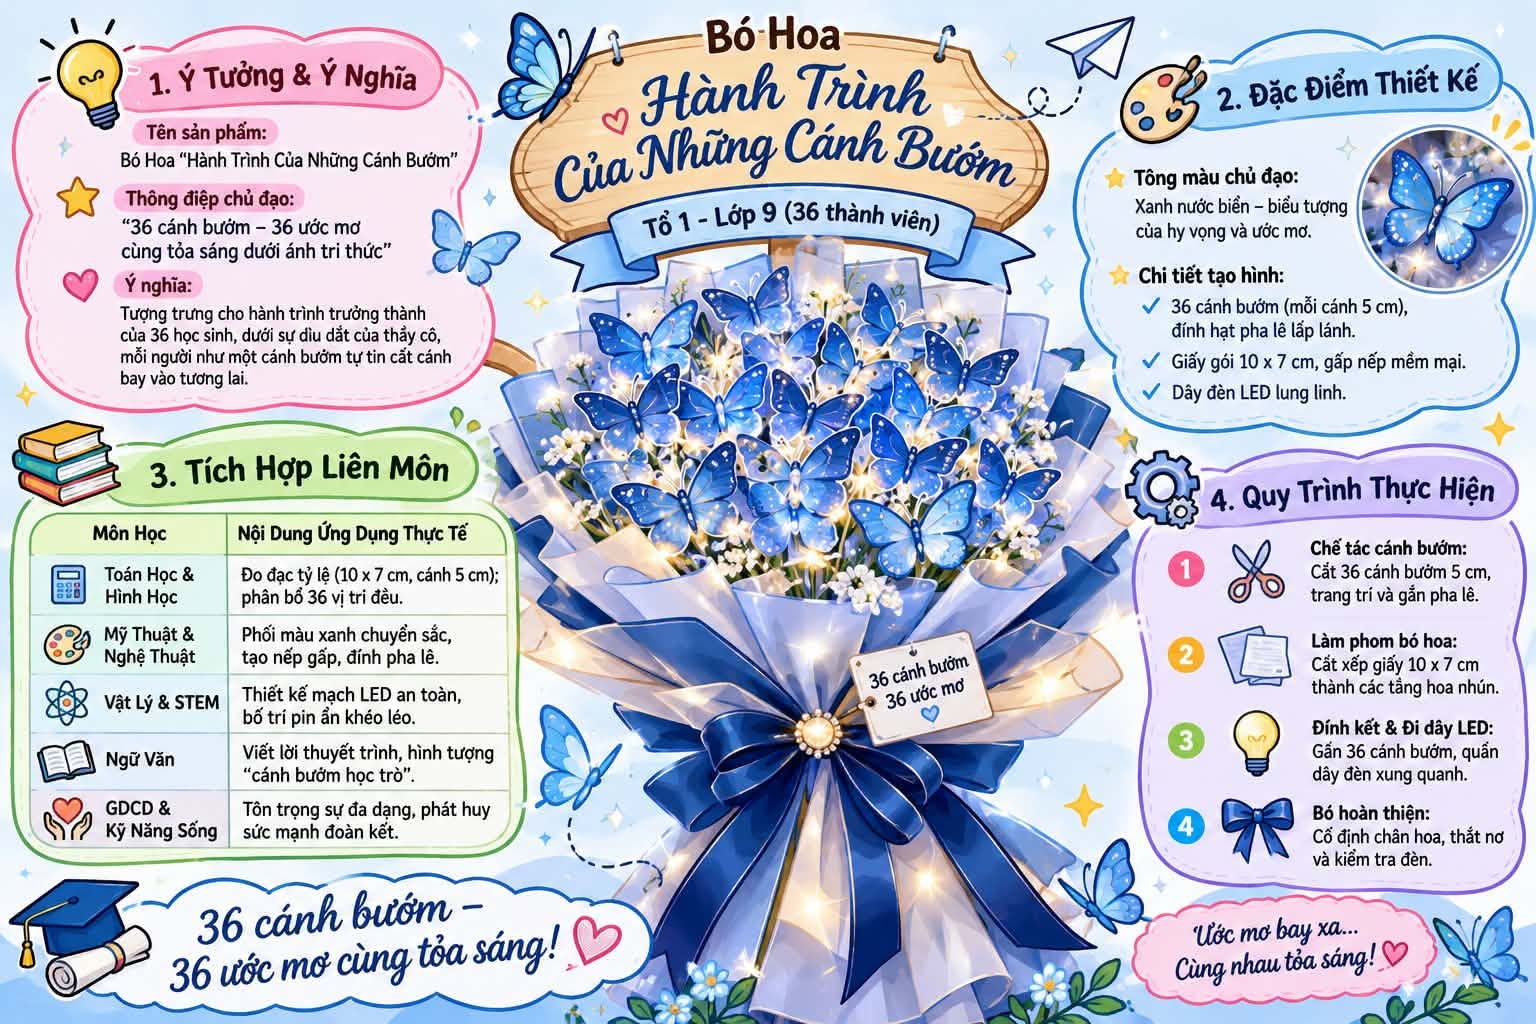 Bó Hoa
Hành Trình
Của Những Cánh Bướm
Tổ 1 - Lớp 9 (36 thành viên)
1. Ý Tưởng & Ý Nghĩa
Tên sản phẩm:
Bó Hoa “Hành Trình Của Những Cánh Bướm”
Thông điệp chủ đạo:
“36 cánh bướm – 36 ước mơ
cùng tỏa sáng dưới ánh tri thức”
Ý nghĩa:
Tượng trưng cho hành trình trưởng thành
của 36 học sinh, dưới sự dìu dắt của thầy cô,
mỗi người như một cánh bướm tự tin cất cánh
bay vào tương lai.
2. Đặc Điểm Thiết Kế
Tông màu chủ đạo:
Xanh nước biển – biểu tượng
của hy vọng và ước mơ.
Chi tiết tạo hình:
✓ 36 cánh bướm (mỗi cánh 5 cm),
đính hạt pha lê lấp lánh.
✓ Giấy gói 10 x 7 cm, gấp nếp mềm mại.
✓ Dây đèn LED lung linh.
3. Tích Hợp Liên Môn
Môn Học Nội Dung Ứng Dụng Thực Tế
Toán Học &
Hình Học
Đo đạc tỷ lệ (10 x 7 cm, cánh 5 cm);
phân bổ 36 vị trí đều.
Mỹ Thuật &
Nghệ Thuật
Phối màu xanh chuyển sắc,
tạo nếp gấp, đính pha lê.
Vật Lý & STEM
Thiết kế mạch LED an toàn,
bố trí pin ẩn khéo léo.
Ngữ Văn
Viết lời thuyết trình, hình tượng
“cánh bướm học trò”.
GDCD &
Kỹ Năng Sống
Tôn trọng sự đa dạng, phát huy
sức mạnh đoàn kết.
4. Quy Trình Thực Hiện
1
Chế tác cánh bướm:
Cắt 36 cánh bướm 5 cm,
trang trí và gắn pha lê.
2
Làm phom bó hoa:
Cắt xếp giấy 10 x 7 cm
thành các tầng hoa nhún.
3
Đính kết & Đi dây LED:
Gắn 36 cánh bướm, quấn
dây đèn xung quanh.
4
Bó hoàn thiện:
Cố định chân hoa, thắt nơ
và kiểm tra đèn.
36 cánh bướm
36 ước mơ
36 cánh bướm –
36 ước mơ cùng tỏa sáng!
Ước mơ bay xa...
Cùng nhau tỏa sáng!